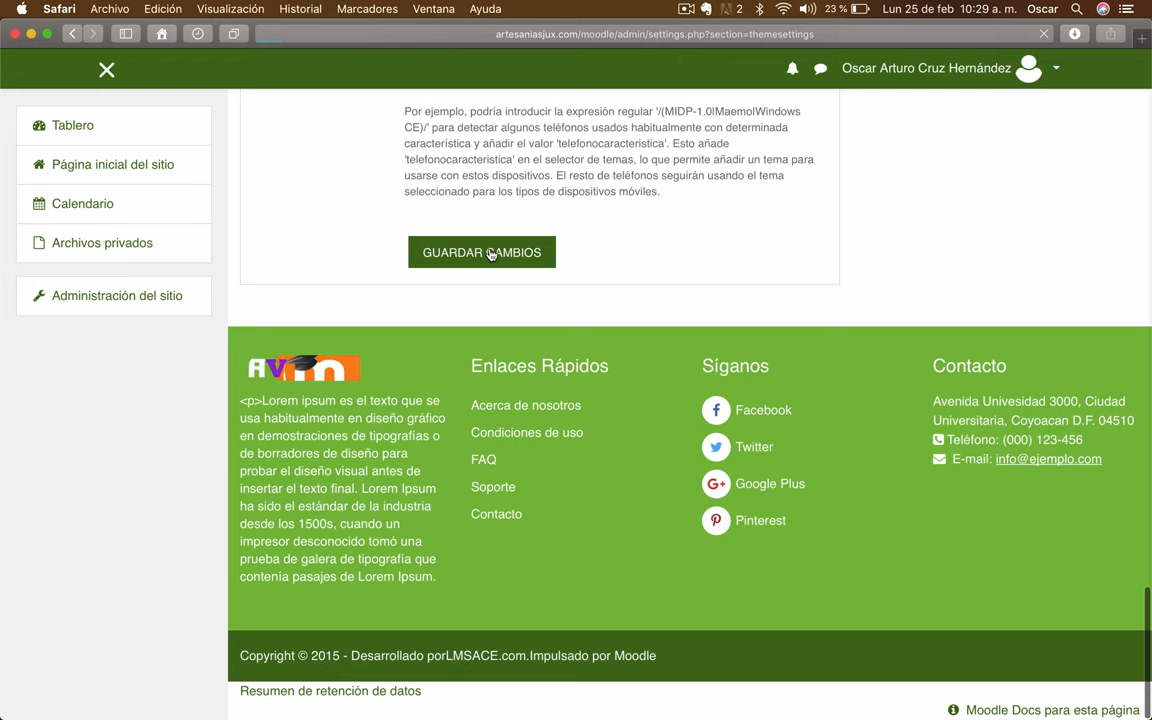 Safari Archivo Edición Visualización Historial Marcadores Ventana Ayuda 2 23 % Lun 25 de feb 10:29 a. m. Oscar
artesaniasjux.com/moodle/admin/settings.php?section=themesettings
Oscar Arturo Cruz Hernández
Tablero
Página inicial del sitio
Calendario
Archivos privados
Administración del sitio
Por ejemplo, podría introducir la expresión regular '/(MIDP-1.0|Maemo|Windows
CE)/' para detectar algunos teléfonos usados habitualmente con determinada
característica y añadir el valor 'telefonocaracteristica'. Esto añade
'telefonocaracteristica' en el selector de temas, lo que permite añadir un tema para
usarse con estos dispositivos. El resto de teléfonos seguirán usando el tema
seleccionado para los tipos de dispositivos móviles.
GUARDAR CAMBIOS
AVim
<p>Lorem ipsum es el texto que se
usa habitualmente en diseño gráfico
en demostraciones de tipografías o
de borradores de diseño para
probar el diseño visual antes de
insertar el texto final. Lorem Ipsum
ha sido el estándar de la industria
desde los 1500s, cuando un
impresor desconocido tomó una
prueba de galera de tipografía que
contenía pasajes de Lorem Ipsum.
Enlaces Rápidos
Acerca de nosotros
Condiciones de uso
FAQ
Soporte
Contacto
Síganos
Facebook
Twitter
Google Plus
Pinterest
Contacto
Avenida Univesidad 3000, Ciudad
Universitaria, Coyoacan D.F. 04510
Teléfono: (000) 123-456
E-mail: info@ejemplo.com
Copyright © 2015 - Desarrollado porLMSACE.com.Impulsado por Moodle
Resumen de retención de datos
Moodle Docs para esta página